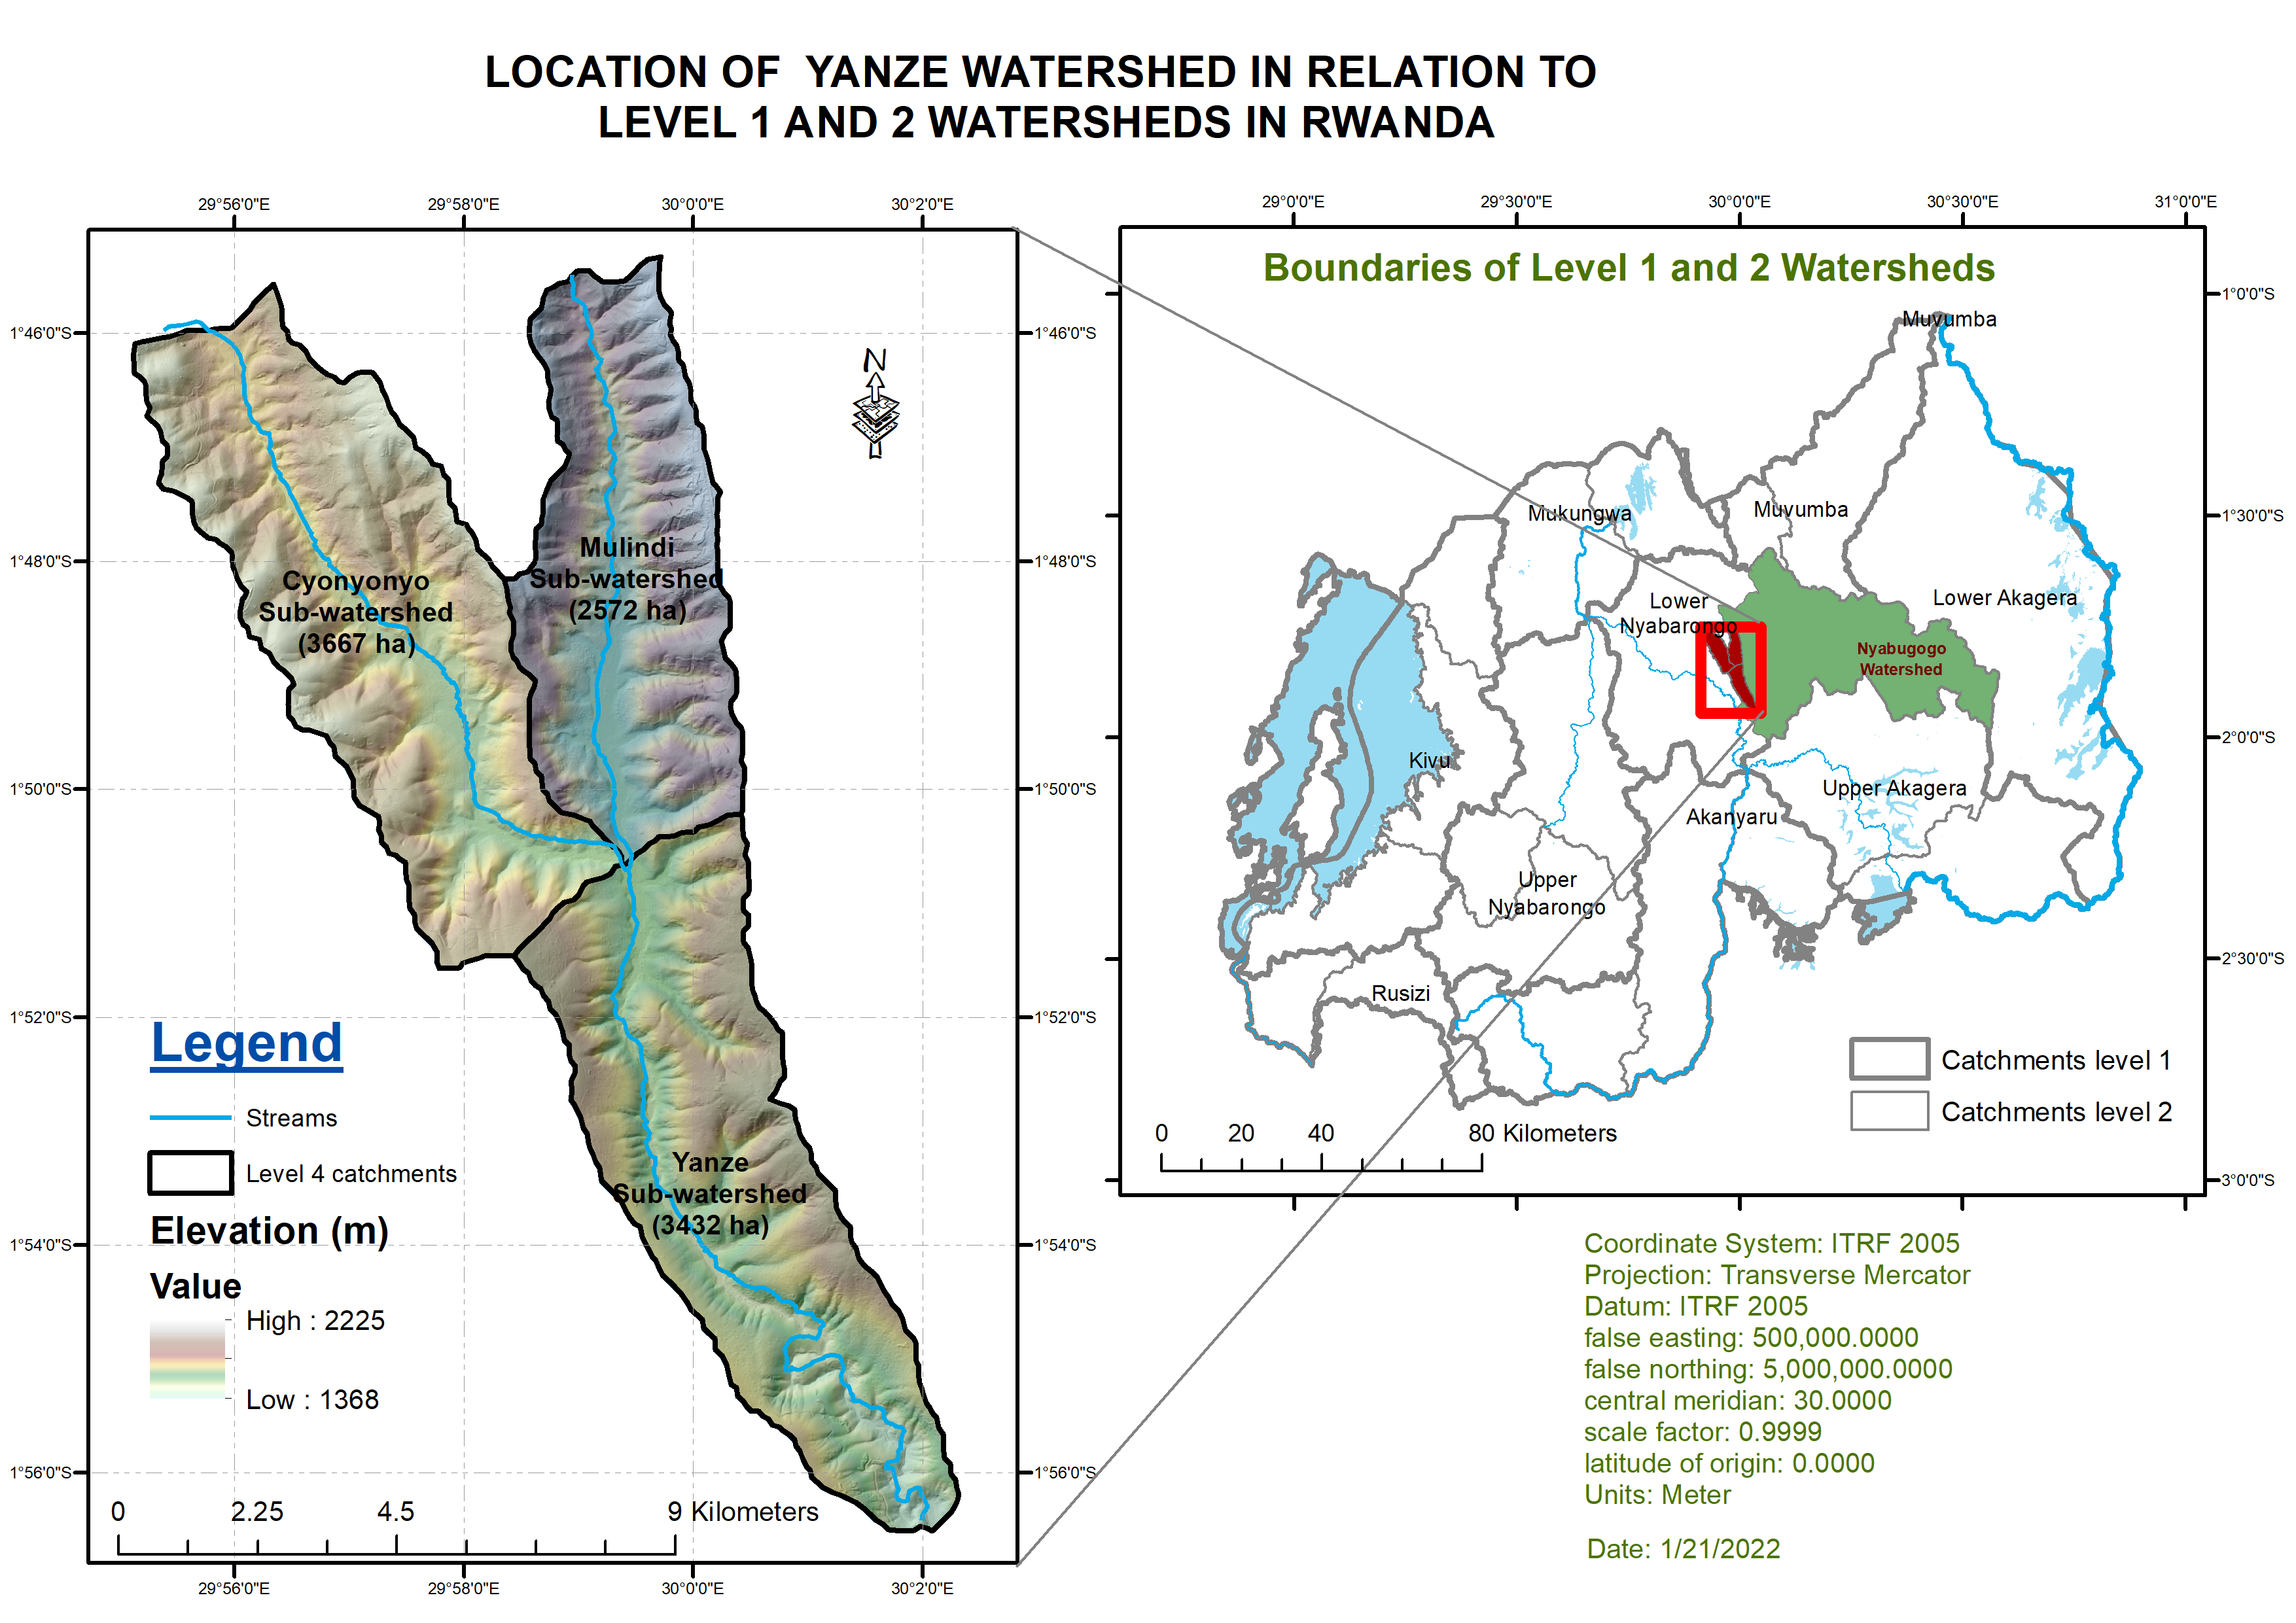 LOCATION OF  YANZE WATERSHED IN RELATION TO
LEVEL 1 AND 2 WATERSHEDS IN RWANDA
29°56'0"E
29°58'0"E
30°0'0"E
30°2'0"E
1°46'0"S
1°48'0"S
1°50'0"S
1°52'0"S
1°54'0"S
1°56'0"S
N
Mulindi
Sub-watershed
(2572 ha)
Cyonyonyo
Sub-watershed
(3667 ha)
Yanze
Sub-watershed
(3432 ha)
Legend
Streams
Level 4 catchments
Elevation (m)
Value
High : 2225
Low : 1368
0 2.25 4.5 9 Kilometers
1°46'0"S
1°48'0"S
1°50'0"S
1°52'0"S
1°54'0"S
1°56'0"S
29°56'0"E
29°58'0"E
30°0'0"E
30°2'0"E
29°0'0"E
29°30'0"E
30°0'0"E
30°30'0"E
31°0'0"E
Boundaries of Level 1 and 2 Watersheds
Muvumba
Mukungwa
Muvumba
Lower
Nyabarongo
Lower Akagera
Nyabugogo
Watershed
Kivu
Upper Akagera
Akanyaru
Upper
Nyabarongo
Rusizi
Catchments level 1
Catchments level 2
0 20 40 80 Kilometers
1°0'0"S
1°30'0"S
2°0'0"S
2°30'0"S
3°0'0"S
Coordinate System: ITRF 2005
Projection: Transverse Mercator
Datum: ITRF 2005
false easting: 500,000.0000
false northing: 5,000,000.0000
central meridian: 30.0000
scale factor: 0.9999
latitude of origin: 0.0000
Units: Meter
Date: 1/21/2022